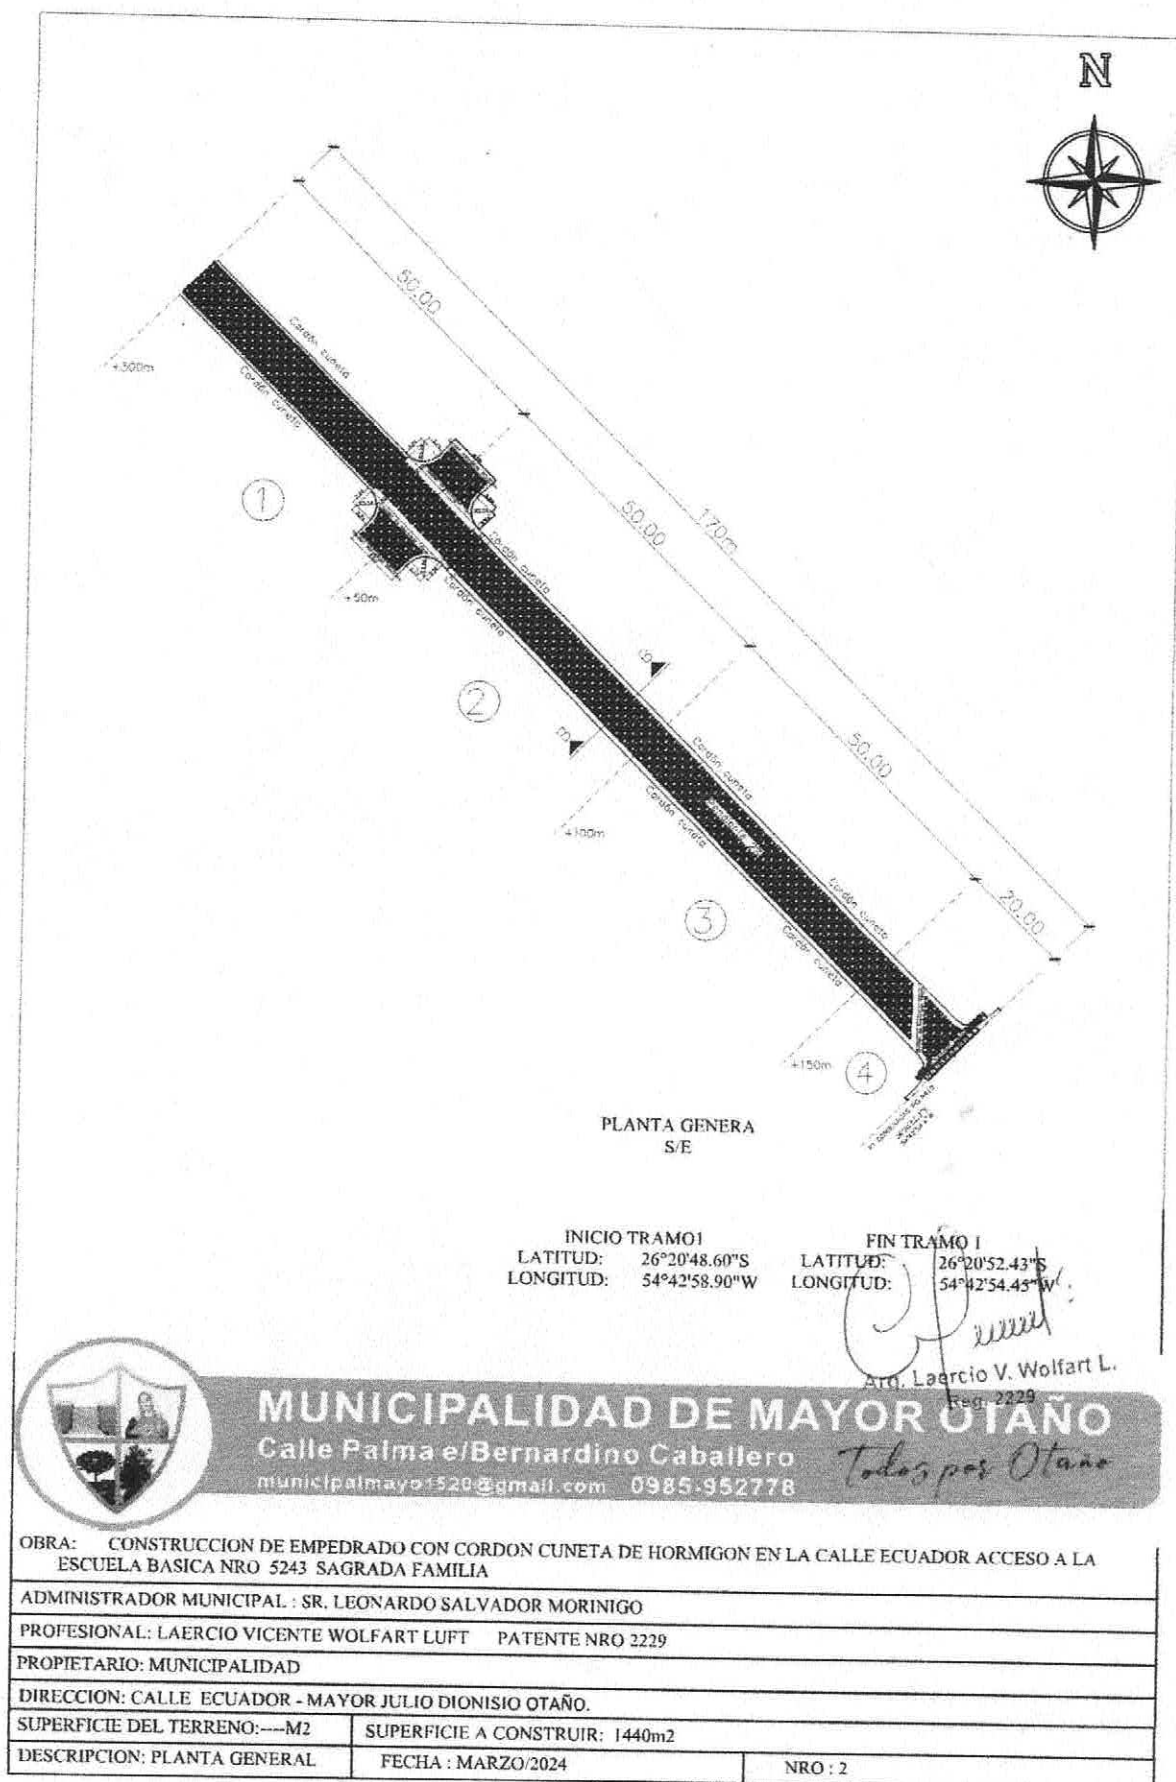 N
50.00
50.00
170m
50.00
20.00
Cordón cuneta
Cordón cuneta
+300m
1
Cordón cuneta
Cordón cuneta
+50m
2
B
B
Cordón cuneta
Cordón cuneta
+100m
3
Cordón cuneta
Cordón cuneta
+150m
4
PLANTA GENERA
S/E
INICIO TRAMO1
LATITUD: 26°20'48.60"S
LONGITUD: 54°42'58.90"W
FIN TRAMO 1
LATITUD: 26°20'52.43"S
LONGITUD: 54°42'54.45"W
Arq. Laercio V. Wolfart L.
Reg. 2229
MUNICIPALIDAD DE MAYOR OTAÑO
Calle Palma e/Bernardino Caballero
municipalmayo1520@gmail.com 0985-952778
Todos por Otaño
OBRA: CONSTRUCCION DE EMPEDRADO CON CORDON CUNETA DE HORMIGON EN LA CALLE ECUADOR ACCESO A LA
ESCUELA BASICA NRO 5243 SAGRADA FAMILIA
ADMINISTRADOR MUNICIPAL : SR. LEONARDO SALVADOR MORINIGO
PROFESIONAL: LAERCIO VICENTE WOLFART LUFT PATENTE NRO 2229
PROPIETARIO: MUNICIPALIDAD
DIRECCION: CALLE ECUADOR - MAYOR JULIO DIONISIO OTAÑO.
SUPERFICIE DEL TERRENO:----M2
SUPERFICIE A CONSTRUIR: 1440m2
DESCRIPCION: PLANTA GENERAL
FECHA : MARZO/2024
NRO : 2